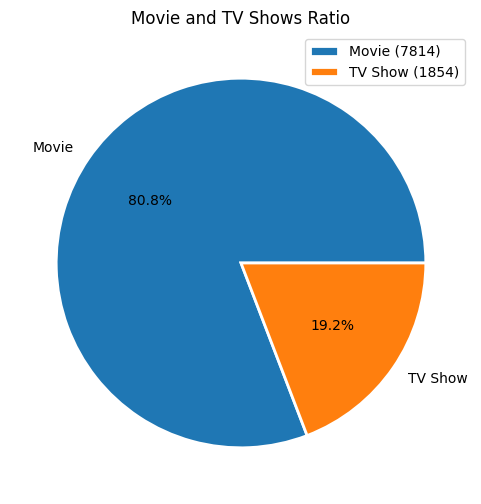 Movie and TV Shows Ratio
Movie (7814)
TV Show (1854)
Movie
80.8%
19.2%
TV Show